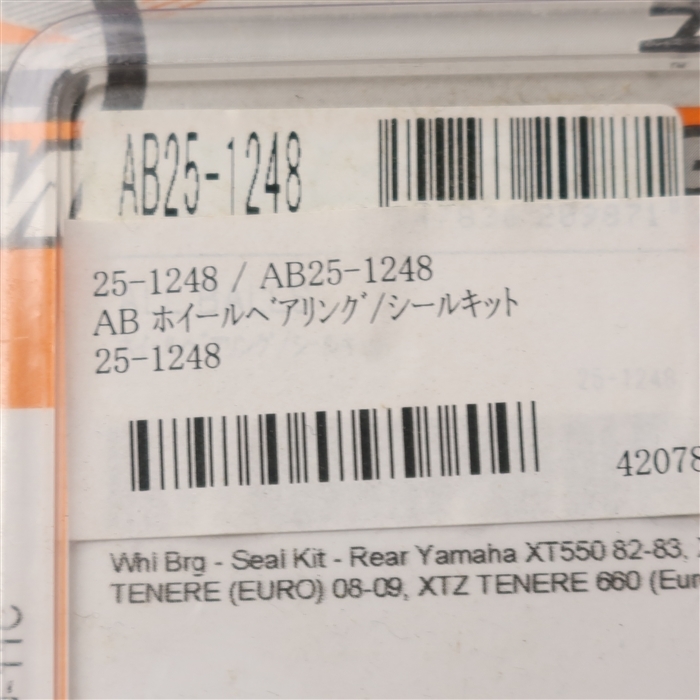 AB25-1248
25-1248 / AB25-1248
AB ホイールベアリング/シールキット
25-1248
42078
Whl Brg - Seal Kit - Rear Yamaha XT550 82-83,
TENERE (EURO) 08-09, XTZ TENERE 660 (Eur